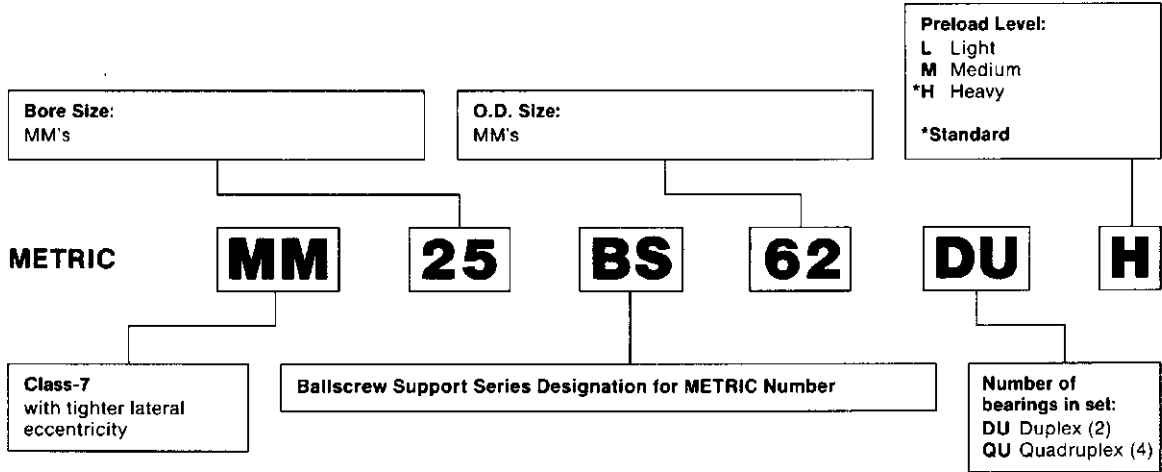 Preload Level:
L Light
M Medium
*H Heavy
*Standard
Bore Size:
MM's
O.D. Size:
MM's
METRIC MM 25 BS 62 DU H
Class-7
with tighter lateral
eccentricity
Ballscrew Support Series Designation for METRIC Number
Number of
bearings in set:
DU Duplex (2)
QU Quadruplex (4)